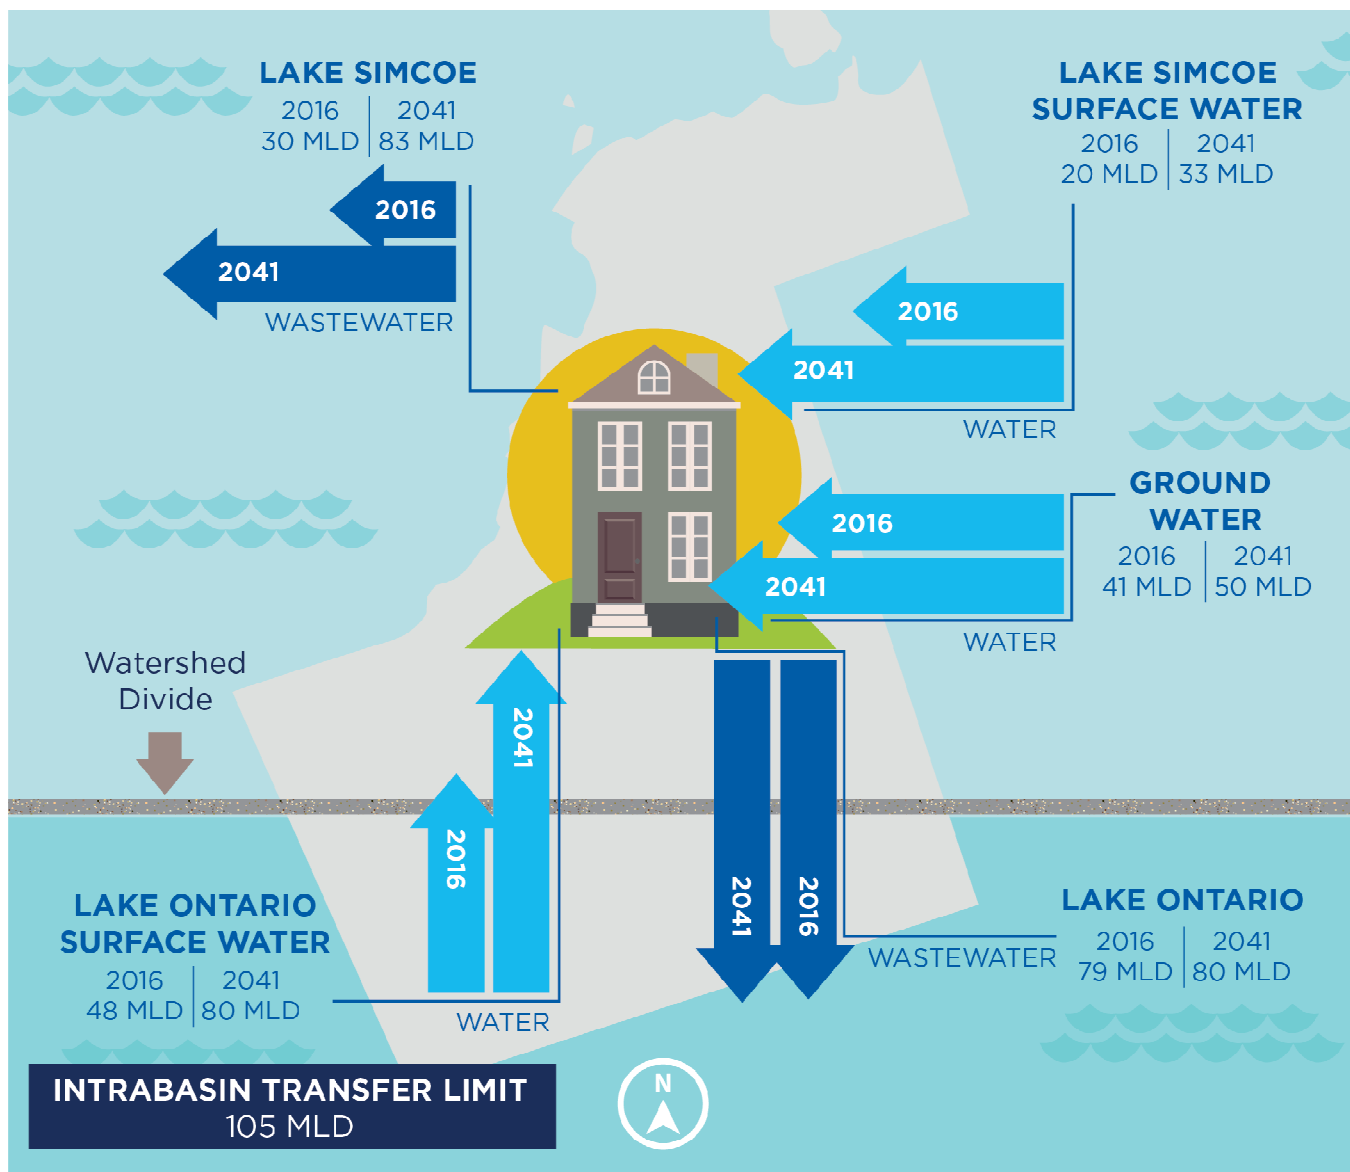 LAKE SIMCOE
2016 | 2041
30 MLD | 83 MLD
2016
2041
WASTEWATER
LAKE SIMCOE
SURFACE WATER
2016 | 2041
20 MLD | 33 MLD
2016
2041
WATER
GROUND
WATER
2016 | 2041
41 MLD | 50 MLD
2016
2041
WATER
Watershed
Divide
2016
2041
LAKE ONTARIO
SURFACE WATER
2016 | 2041
48 MLD | 80 MLD
WATER
2041
2016
LAKE ONTARIO
2016 | 2041
79 MLD | 80 MLD
WASTEWATER
INTRABASIN TRANSFER LIMIT
105 MLD
N